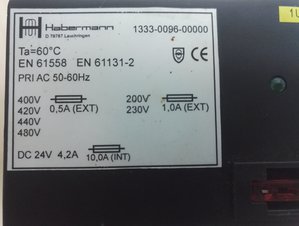 Habermann 1333-0096-00000
D 79787 Lauchringen
Ta=60°C
EN 61558 EN 61131-2
PRI AC 50-60Hz
400V 200V
420V 0,5A (EXT) 230V 1,0A (EXT)
440V
480V
DC 24V 4,2A 10,0A (INT)